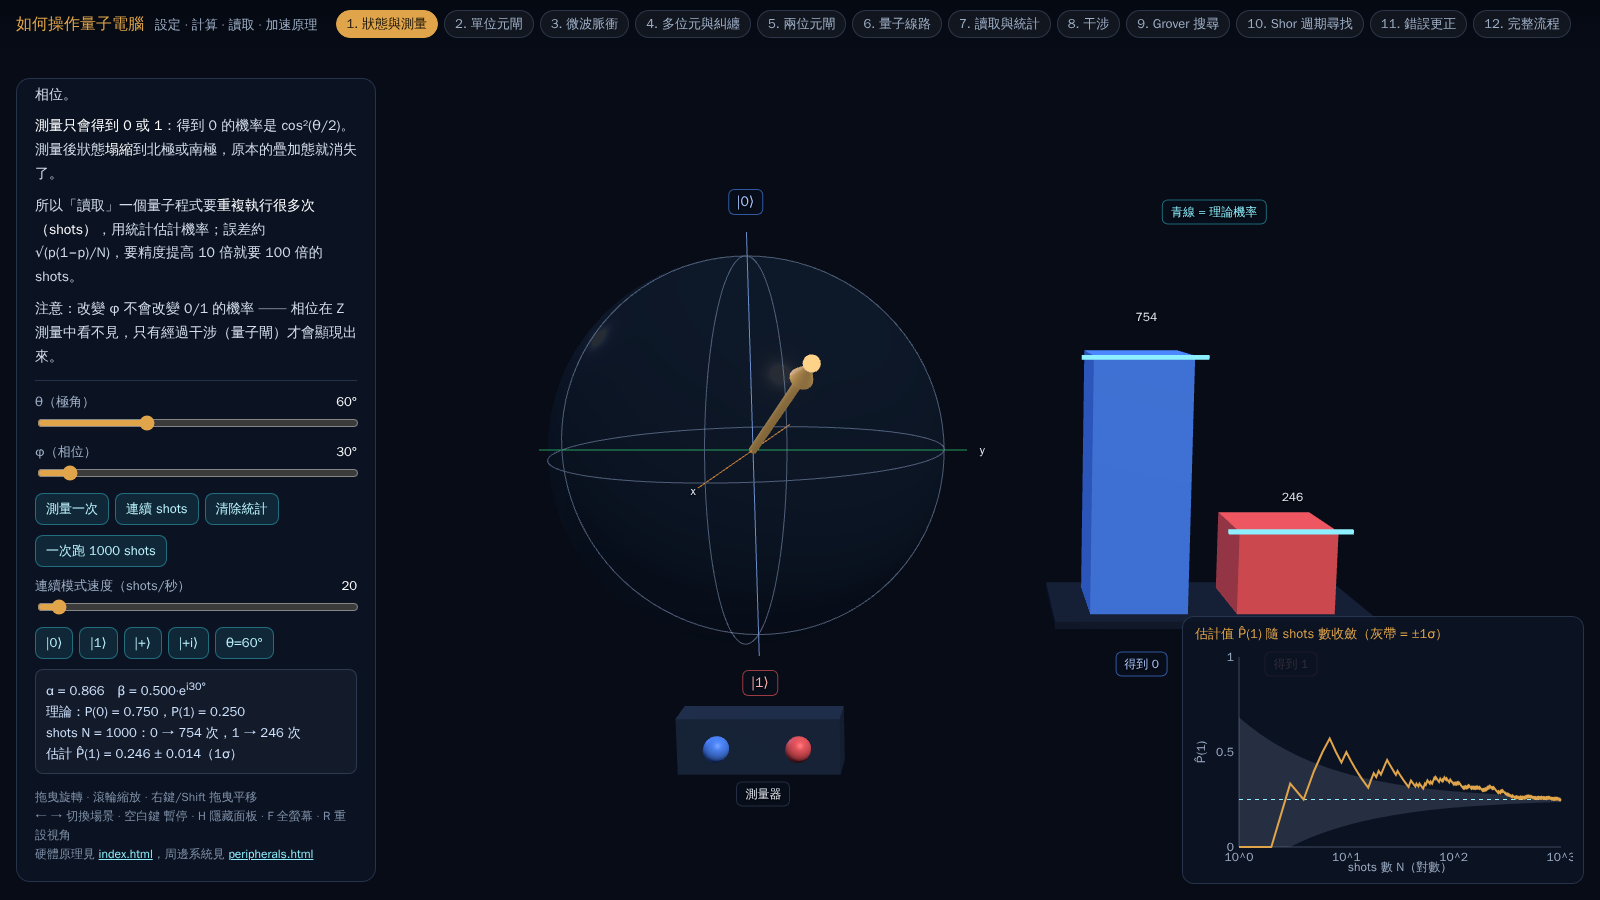 如何操作量子電腦 設定 · 計算 · 讀取 · 加速原理
1. 狀態與測量
2. 單位元閘
3. 微波脈衝
4. 多位元與糾纏
5. 兩位元閘
6. 量子線路
7. 讀取與統計
8. 干涉
9. Grover 搜尋
10. Shor 週期尋找
11. 錯誤更正
12. 完整流程
相位。
測量只會得到 0 或 1：得到 0 的機率是 cos²(θ/2)。
測量後狀態塌縮到北極或南極，原本的疊加態就消失
了。
所以「讀取」一個量子程式要重複執行很多次
（shots），用統計估計機率；誤差約
√(p(1−p)/N)，要精度提高 10 倍就要 100 倍的
shots。
注意：改變 φ 不會改變 0/1 的機率 —— 相位在 Z
測量中看不見，只有經過干涉（量子閘）才會顯現出
來。
θ（極角） 60°
φ（相位） 30°
測量一次 連續 shots 清除統計
一次跑 1000 shots
連續模式速度（shots/秒） 20
|0⟩ |1⟩ |+⟩ |+i⟩ θ=60°
α = 0.866 β = 0.500·e^i30°
理論：P(0) = 0.750，P(1) = 0.250
shots N = 1000：0 → 754 次，1 → 246 次
估計 P̂(1) = 0.246 ± 0.014（1σ）
拖曳旋轉 · 滾輪縮放 · 右鍵/Shift 拖曳平移
← → 切換場景 · 空白鍵 暫停 · H 隱藏面板 · F 全螢幕 · R 重
設視角
硬體原理見 index.html，周邊系統見 peripherals.html
|0⟩
y
x
|1⟩
測量器
青線 = 理論機率
754
246
得到 0
得到 1
估計值 P̂(1) 隨 shots 數收斂（灰帶 = ±1σ）
1
0.5
0
P̂(1)
10^0 10^1 10^2 10^3
shots 數 N（對數）